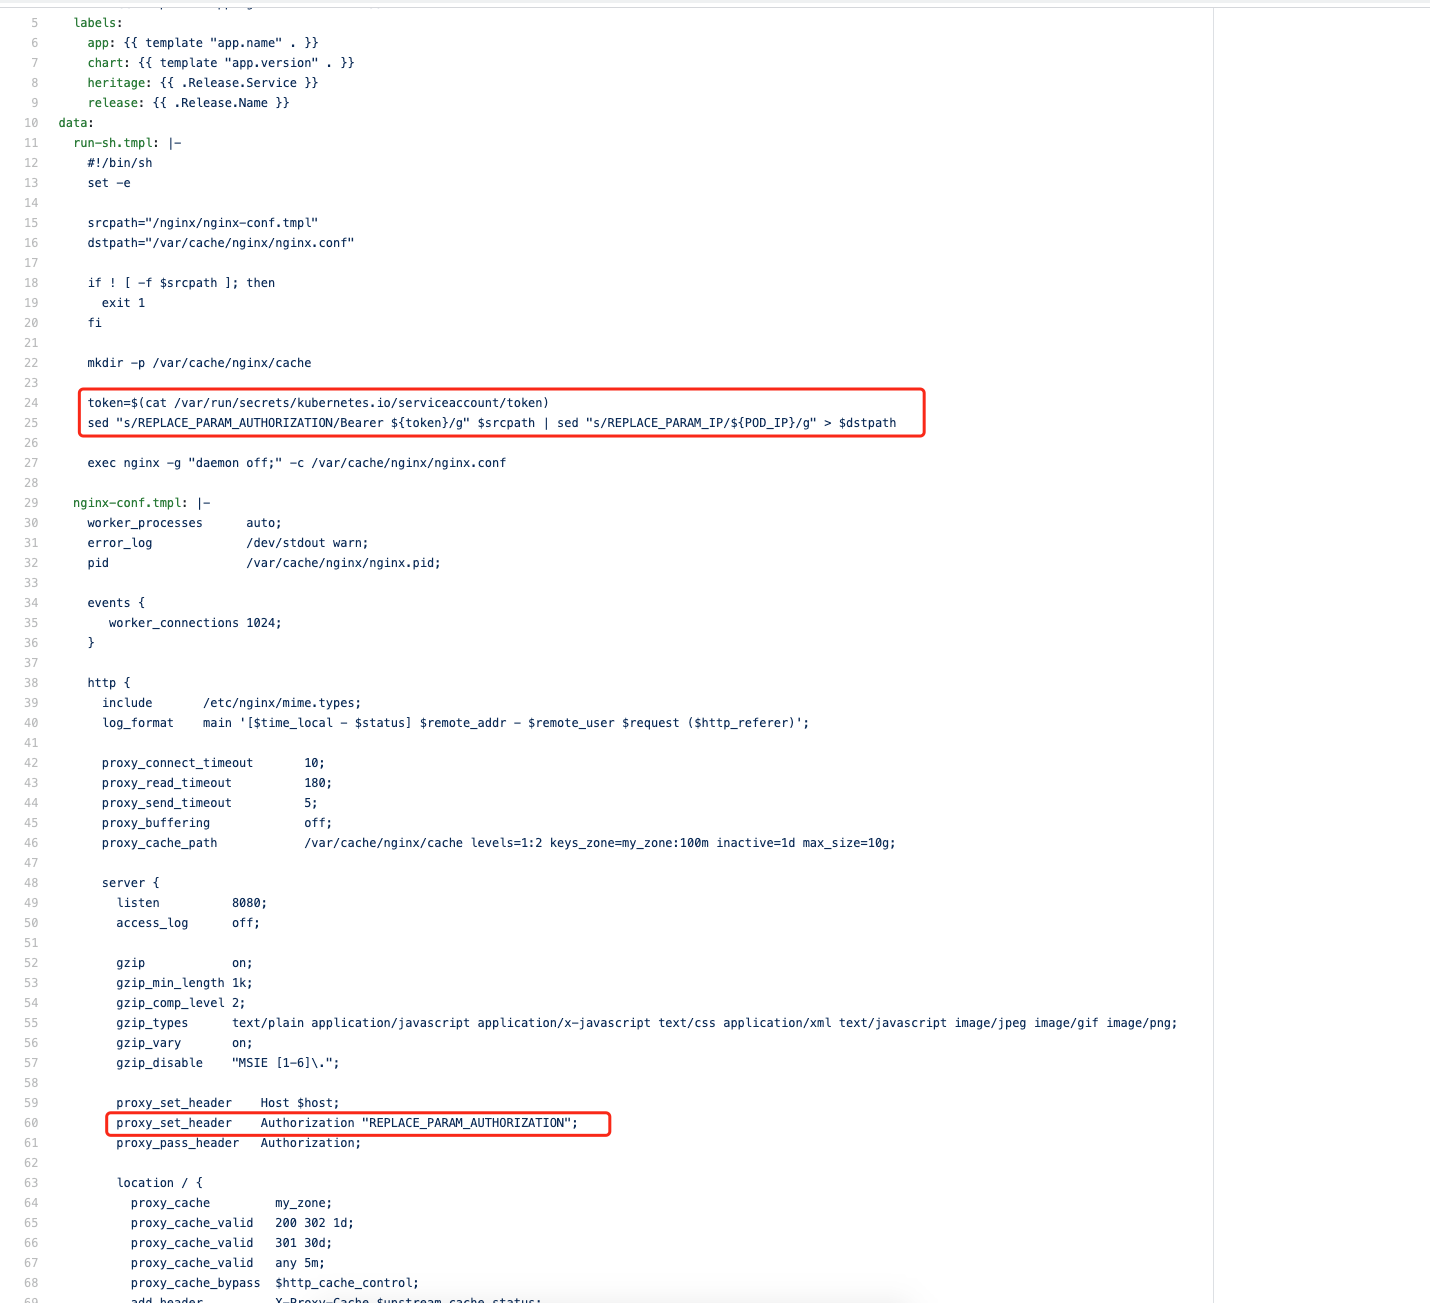 5 labels:
6 app: {{ template "app.name" . }}
7 chart: {{ template "app.version" . }}
8 heritage: {{ .Release.Service }}
9 release: {{ .Release.Name }}
10 data:
11 run-sh.tmpl: |-
12 #!/bin/sh
13 set -e
14
15 srcpath="/nginx/nginx-conf.tmpl"
16 dstpath="/var/cache/nginx/nginx.conf"
17
18 if ! [ -f $srcpath ]; then
19 exit 1
20 fi
21
22 mkdir -p /var/cache/nginx/cache
23
24 token=$(cat /var/run/secrets/kubernetes.io/serviceaccount/token)
25 sed "s/REPLACE_PARAM_AUTHORIZATION/Bearer ${token}/g" $srcpath | sed "s/REPLACE_PARAM_IP/${POD_IP}/g" > $dstpath
26
27 exec nginx -g "daemon off;" -c /var/cache/nginx/nginx.conf
28
29 nginx-conf.tmpl: |-
30 worker_processes auto;
31 error_log /dev/stdout warn;
32 pid /var/cache/nginx/nginx.pid;
33
34 events {
35 worker_connections 1024;
36 }
37
38 http {
39 include /etc/nginx/mime.types;
40 log_format main '[$time_local - $status] $remote_addr - $remote_user $request ($http_referer)';
41
42 proxy_connect_timeout 10;
43 proxy_read_timeout 180;
44 proxy_send_timeout 5;
45 proxy_buffering off;
46 proxy_cache_path /var/cache/nginx/cache levels=1:2 keys_zone=my_zone:100m inactive=1d max_size=10g;
47
48 server {
49 listen 8080;
50 access_log off;
51
52 gzip on;
53 gzip_min_length 1k;
54 gzip_comp_level 2;
55 gzip_types text/plain application/javascript application/x-javascript text/css application/xml text/javascript image/jpeg image/gif image/png;
56 gzip_vary on;
57 gzip_disable "MSIE [1-6]\.";
58
59 proxy_set_header Host $host;
60 proxy_set_header Authorization "REPLACE_PARAM_AUTHORIZATION";
61 proxy_pass_header Authorization;
62
63 location / {
64 proxy_cache my_zone;
65 proxy_cache_valid 200 302 1d;
66 proxy_cache_valid 301 30d;
67 proxy_cache_valid any 5m;
68 proxy_cache_bypass $http_cache_control;
69 add_header X-Proxy-Cache $upstream_cache_status;